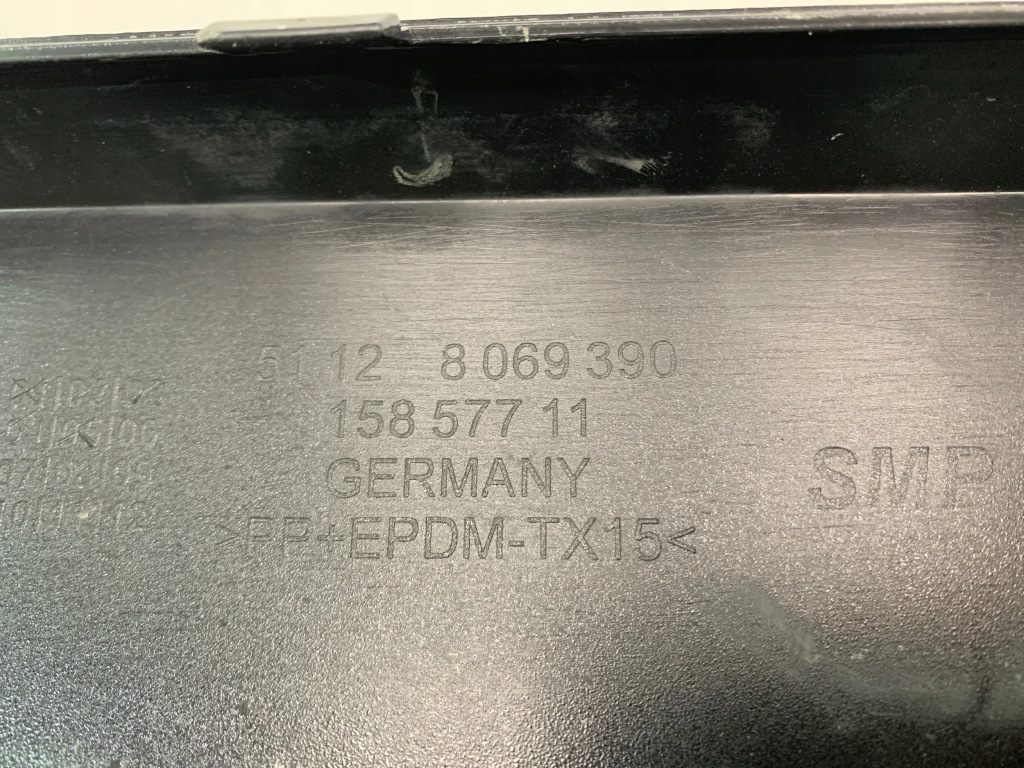 51 12 8 069 390
158 577 11
GERMANY
>PP+EPDM-TX15<
SMP